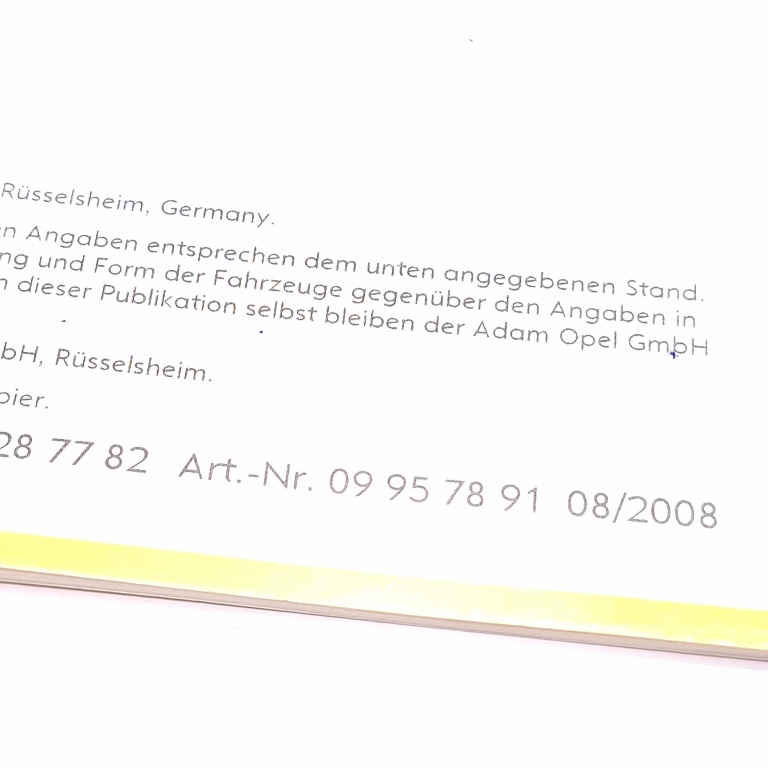 Rüsselsheim, Germany.
n Angaben entsprechen dem unten angegebenen Stand.
ng und Form der Fahrzeuge gegenüber den Angaben in
n dieser Publikation selbst bleiben der Adam Opel GmbH
bH, Rüsselsheim.
pier.
28 77 82 Art.-Nr. 09 95 78 91 08/2008